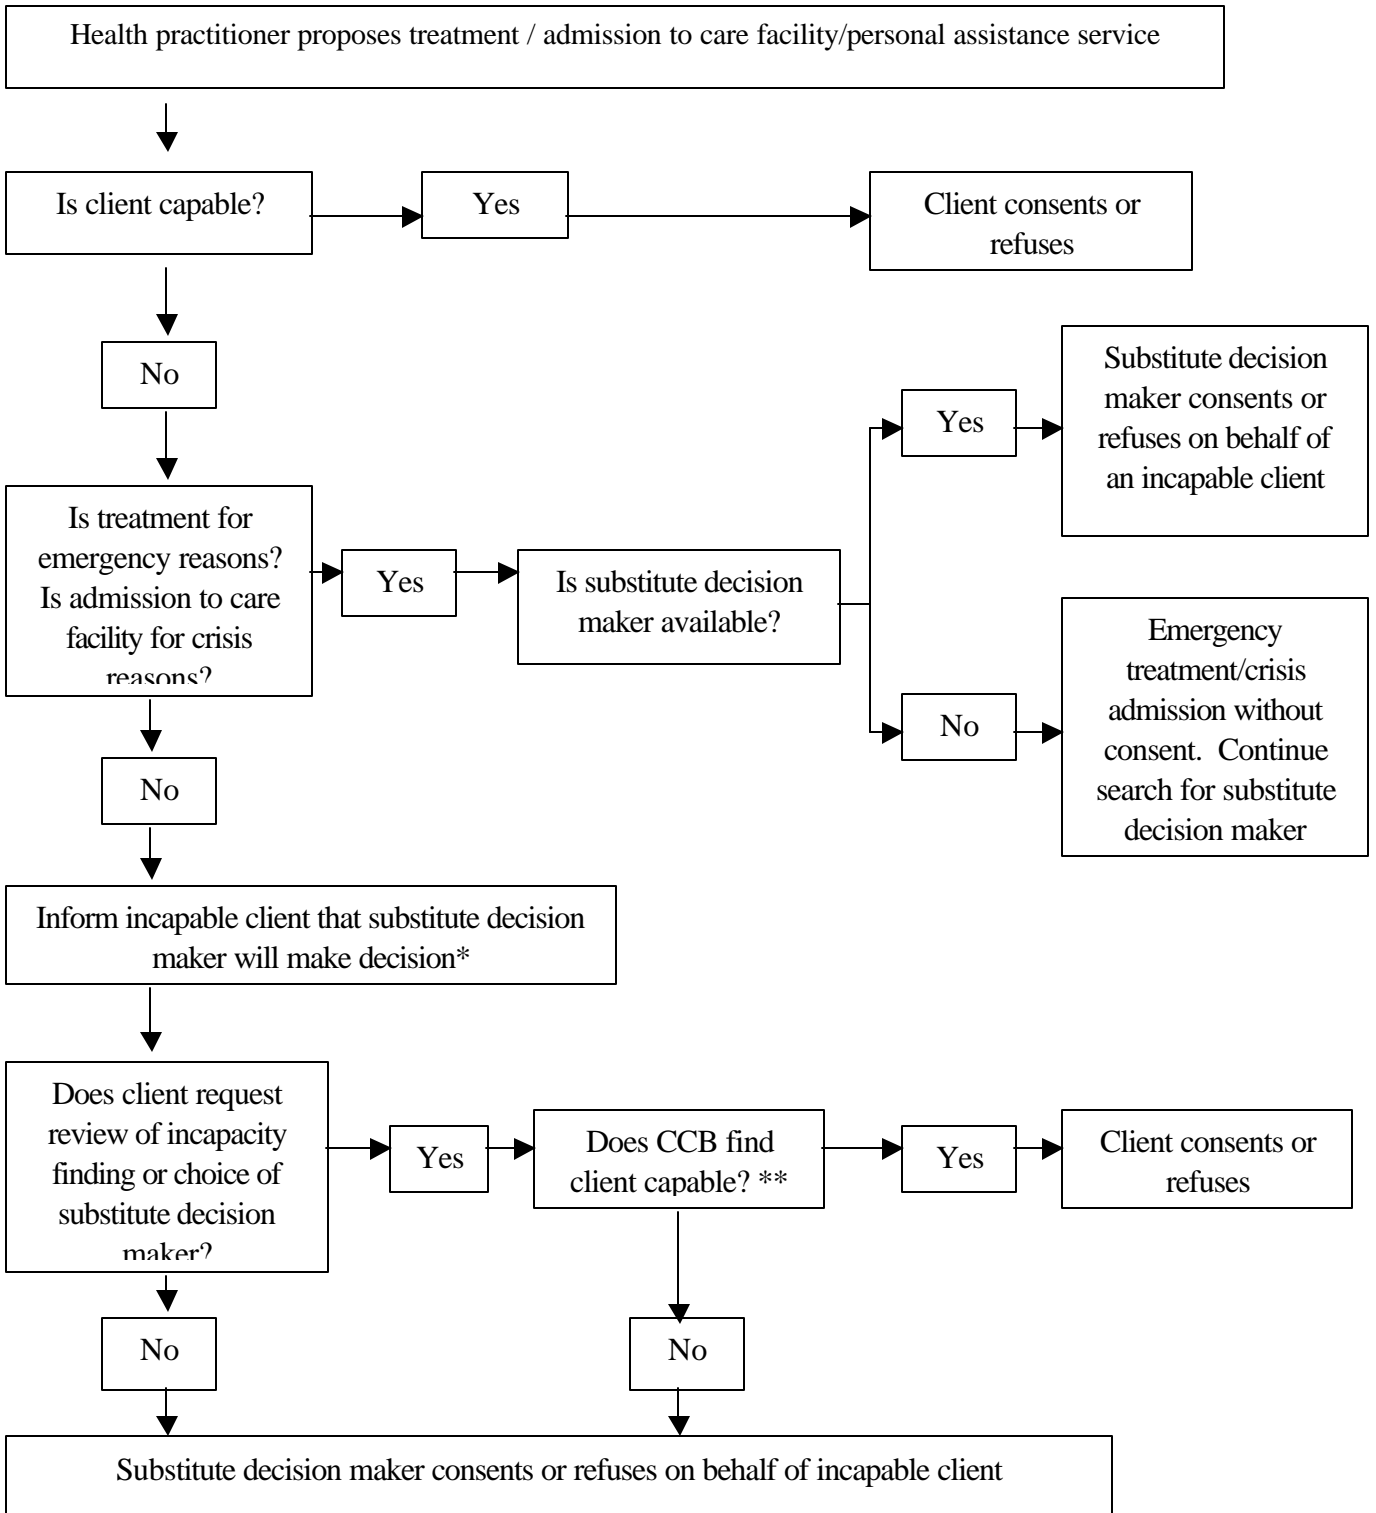 Health practitioner proposes treatment / admission to care facility/personal assistance service
Is client capable?
Yes
Client consents or
refuses
No
Is treatment for
emergency reasons?
Is admission to care
facility for crisis
reasons?
Yes
Is substitute decision
maker available?
Yes
Substitute decision
maker consents or
refuses on behalf of
an incapable client
No
Emergency
treatment/crisis
admission without
consent.  Continue
search for substitute
decision maker
No
Inform incapable client that substitute decision
maker will make decision*
Does client request
review of incapacity
finding or choice of
substitute decision
maker?
Yes
Does CCB find
client capable? **
Yes
Client consents or
refuses
No
No
Substitute decision maker consents or refuses on behalf of incapable client